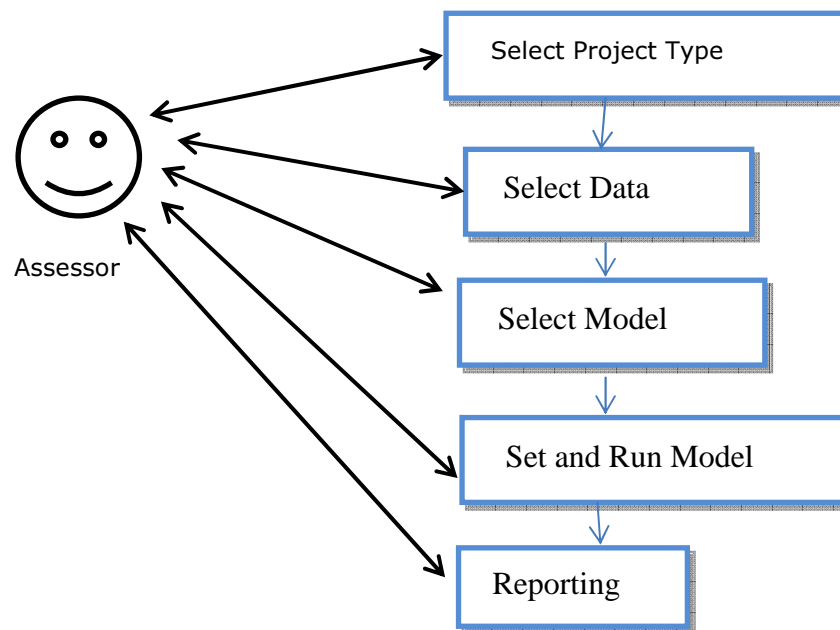 Select Project Type
Select Data
Assessor
Select Model
Set and Run Model
Reporting